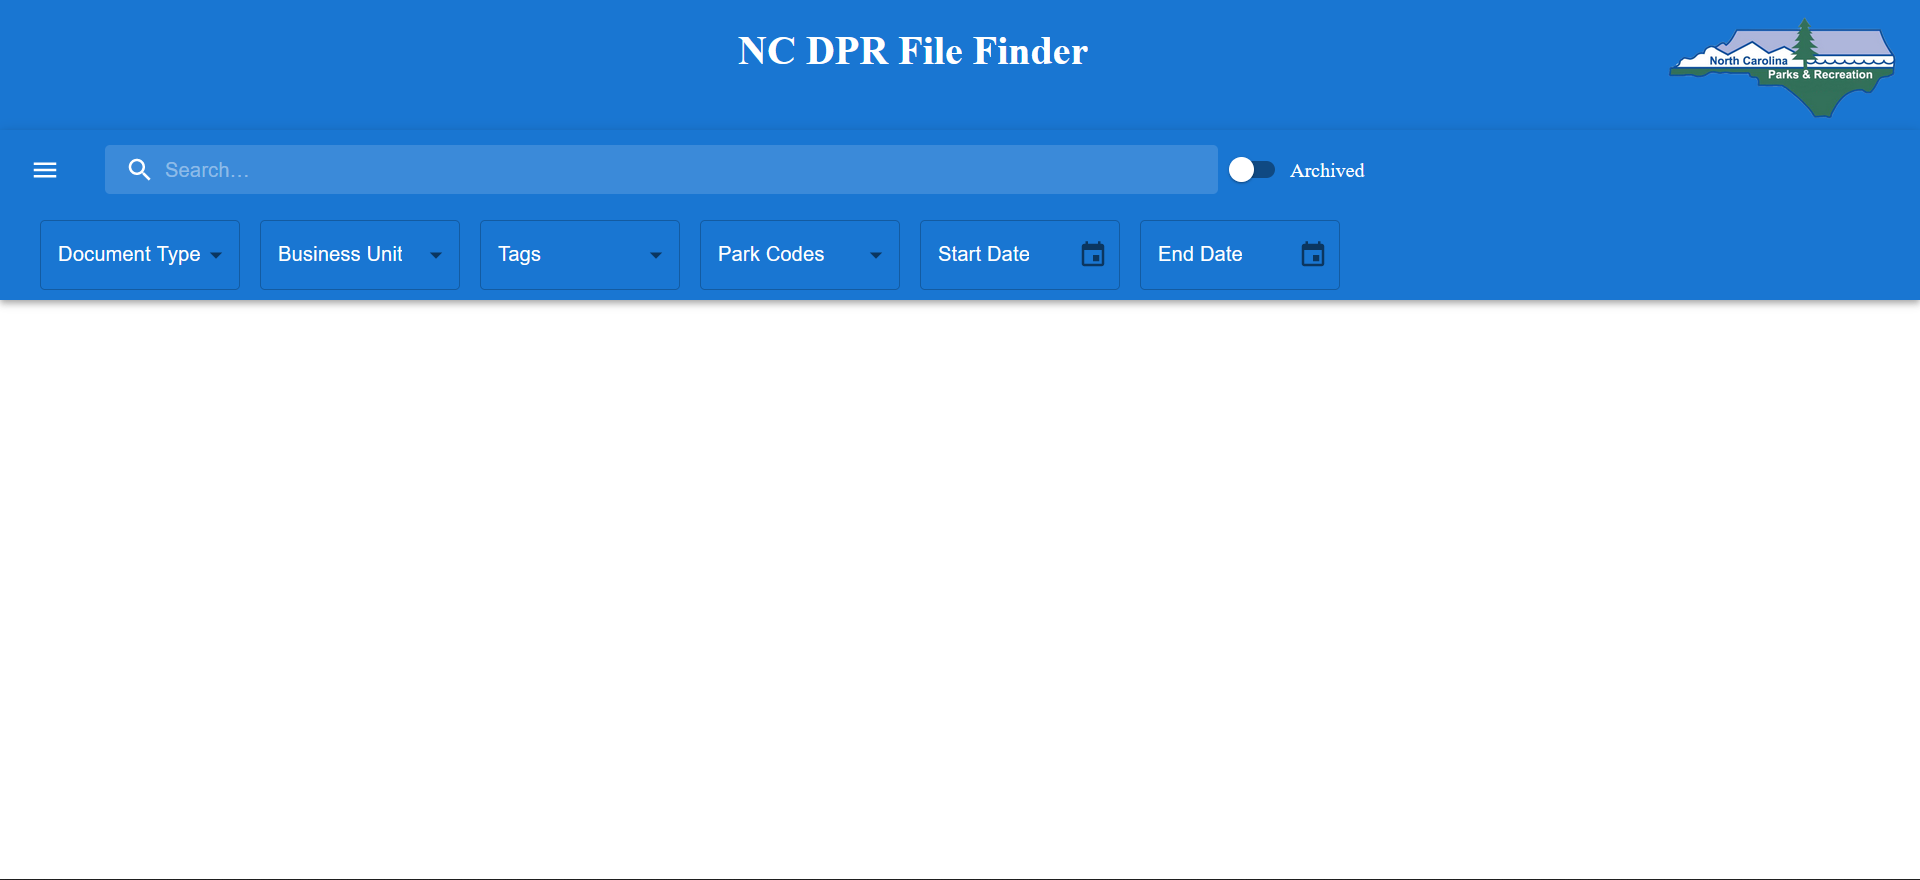 NC DPR File Finder
North Carolina
Parks & Recreation
Search...
Archived
Document Type
Business Unit
Tags
Park Codes
Start Date
End Date